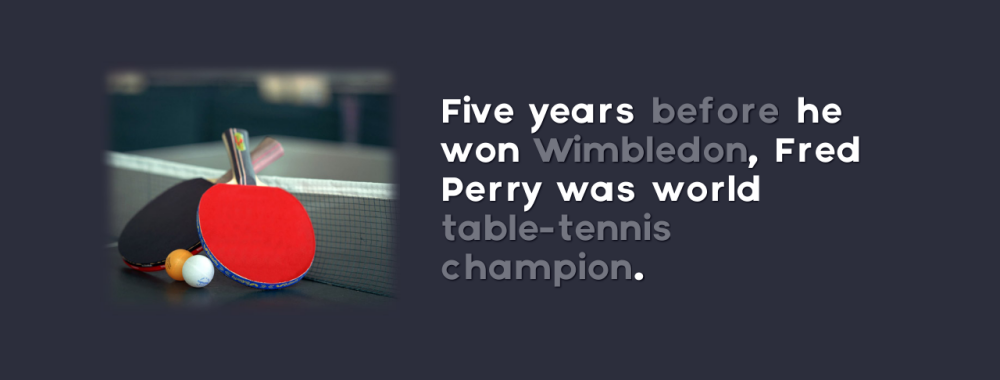 Five years before he
won Wimbledon, Fred
Perry was world
table-tennis
champion.